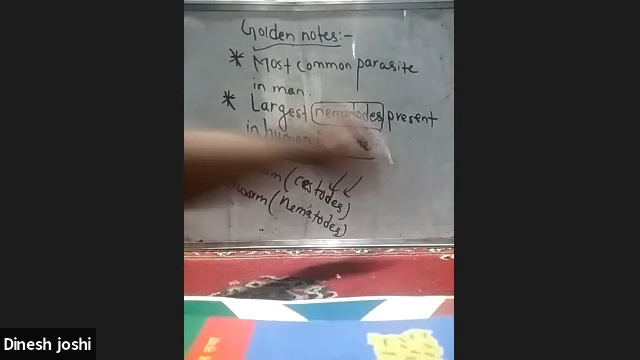 Golden notes:-
* Most common parasite
in man.
* Largest nematodes present
in human
(cestodes)
worm (nematodes)
Dinesh joshi